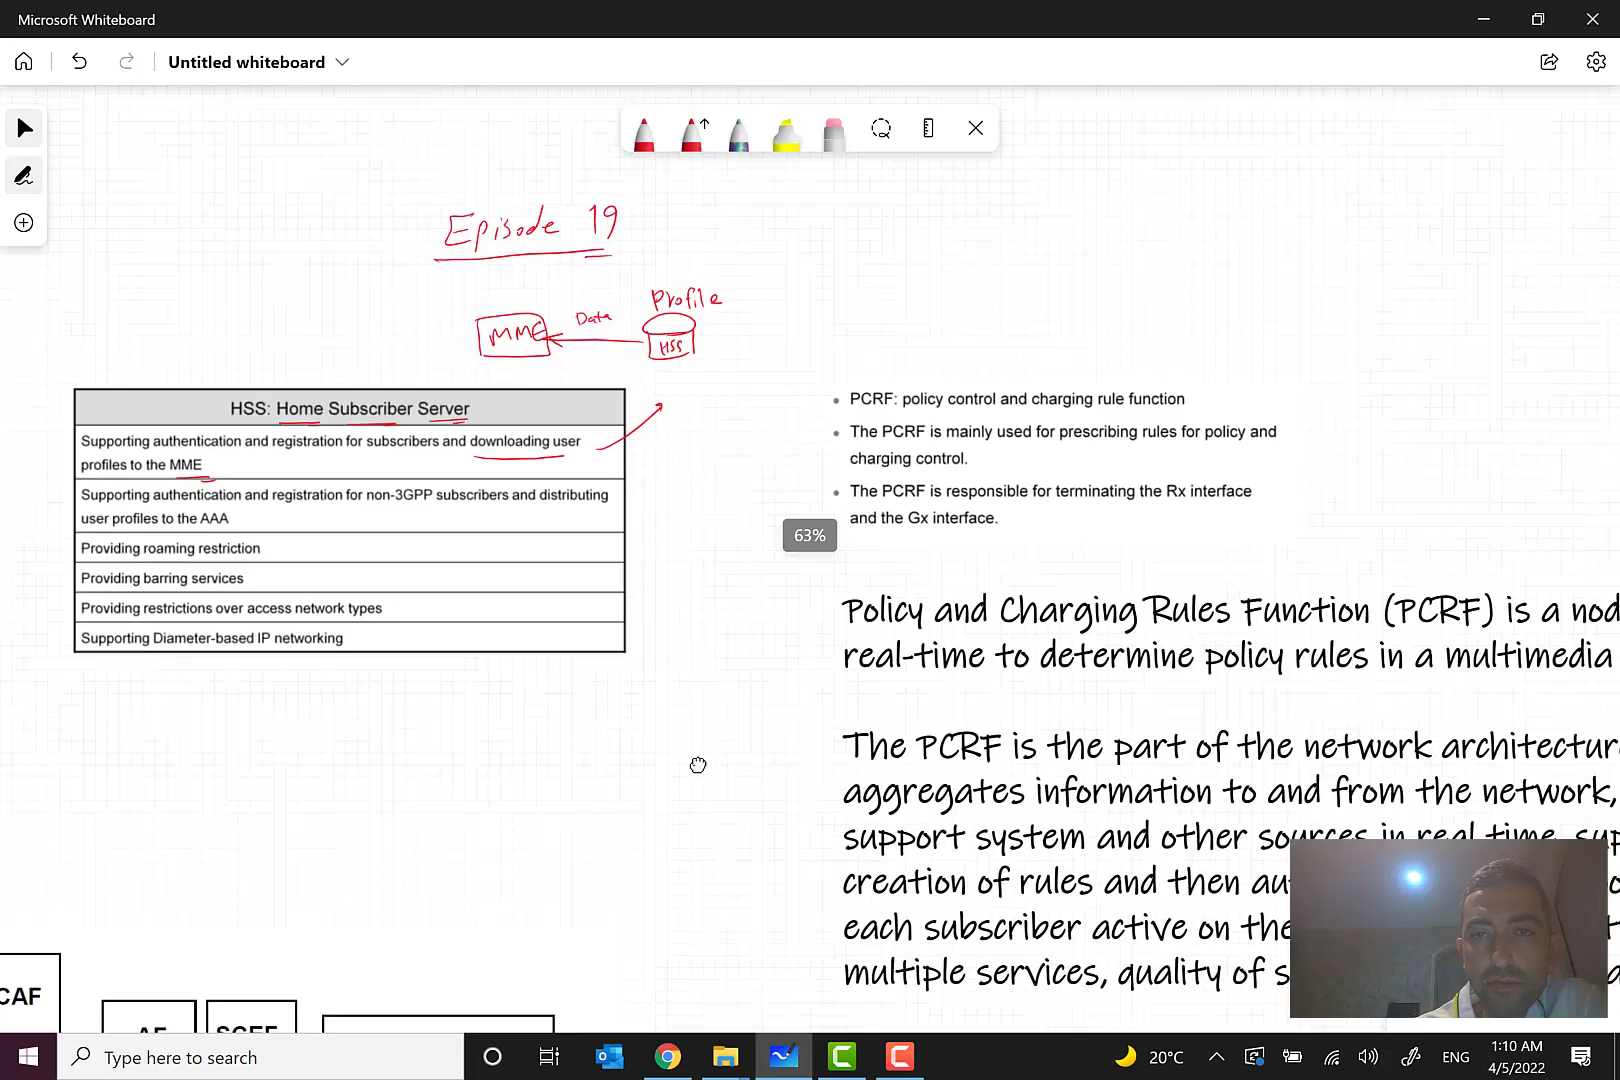 Microsoft Whiteboard
Untitled whiteboard
Episode 19
Profile
MME
Data
HSS
HSS: Home Subscriber Server
Supporting authentication and registration for subscribers and downloading user
profiles to the MME
Supporting authentication and registration for non-3GPP subscribers and distributing
user profiles to the AAA
Providing roaming restriction
Providing barring services
Providing restrictions over access network types
Supporting Diameter-based IP networking
• PCRF: policy control and charging rule function
• The PCRF is mainly used for prescribing rules for policy and
charging control.
• The PCRF is responsible for terminating the Rx interface
and the Gx interface.
63%
Policy and Charging Rules Function (PCRF) is a nod
real-time to determine policy rules in a multimedia
The PCRF is the part of the network architectur
aggregates information to and from the network,
support system and other sources in real time, sup
creation of rules and then au
each subscriber active on the
multiple services, quality of s
CAF
AF
SCEF
Type here to search
20°C
ENG
1:10 AM
4/5/2022